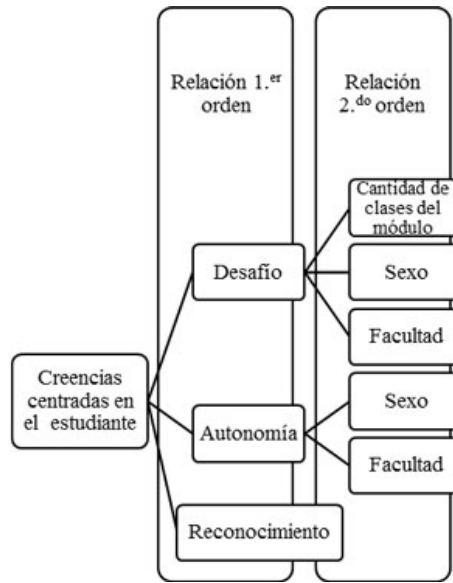 Relación 1.er
orden
Relación
2.do orden
Cantidad de
clases del
módulo
Desafío
Sexo
Facultad
Creencias
centradas en
el estudiante
Autonomía
Sexo
Facultad
Reconocimiento